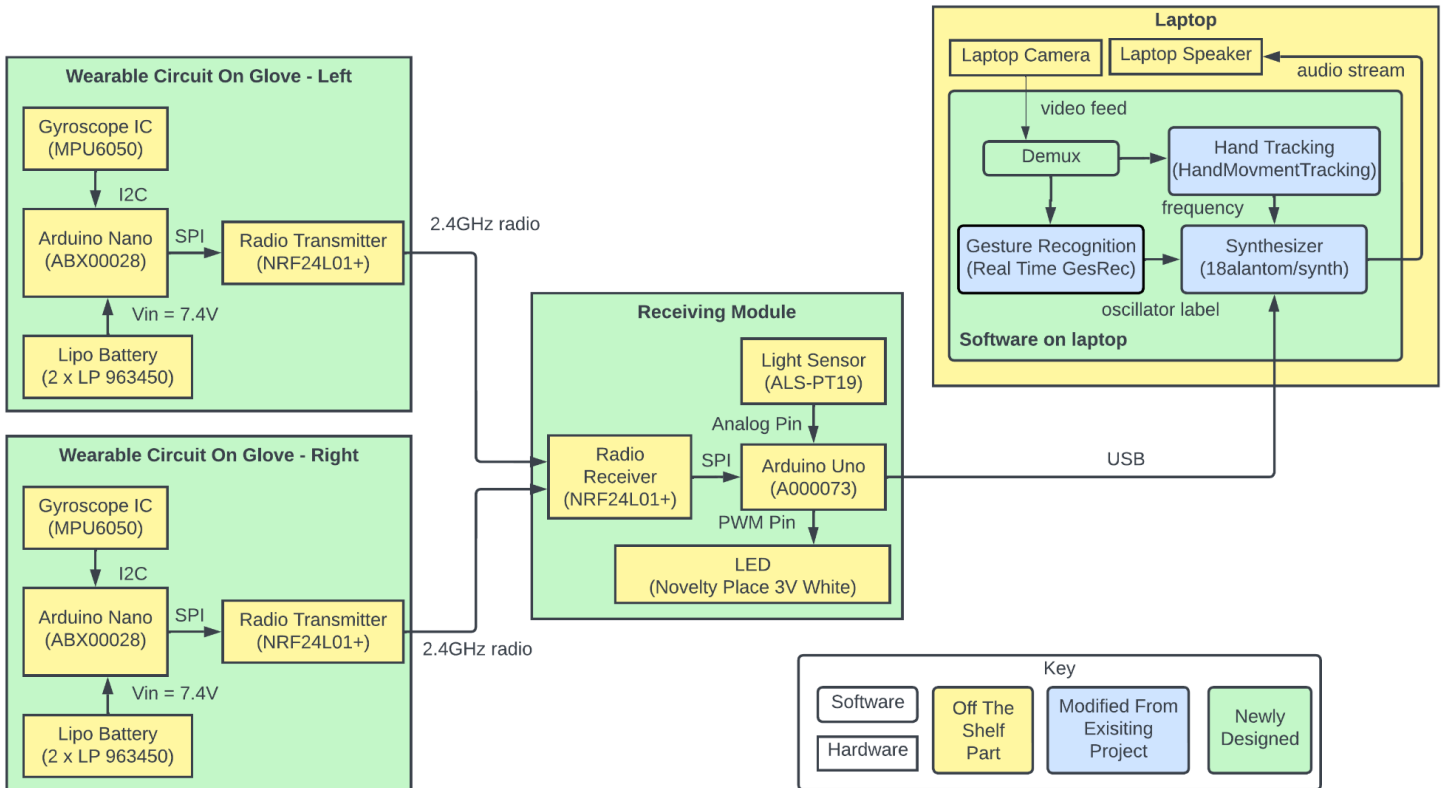 Wearable Circuit On Glove - Left
Gyroscope IC
(MPU6050)
I2C
Arduino Nano
(ABX00028)
SPI
Radio Transmitter
(NRF24L01+)
Vin = 7.4V
Lipo Battery
(2 x LP 963450)
2.4GHz radio
Wearable Circuit On Glove - Right
Gyroscope IC
(MPU6050)
I2C
Arduino Nano
(ABX00028)
SPI
Radio Transmitter
(NRF24L01+)
Vin = 7.4V
Lipo Battery
(2 x LP 963450)
2.4GHz radio
Receiving Module
Light Sensor
(ALS-PT19)
Analog Pin
Radio
Receiver
(NRF24L01+)
SPI
Arduino Uno
(A000073)
PWM Pin
LED
(Novelty Place 3V White)
USB
Laptop
Laptop Camera
Laptop Speaker
audio stream
video feed
Demux
Hand Tracking
(HandMovmentTracking)
frequency
Gesture Recognition
(Real Time GesRec)
Synthesizer
(18alantom/synth)
oscillator label
Software on laptop
Key
Software
Hardware
Off The
Shelf
Part
Modified From
Exisiting
Project
Newly
Designed